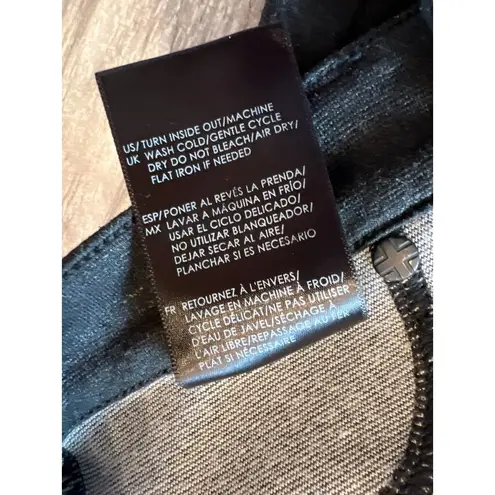 US/TURN INSIDE OUT/MACHINE
UK WASH COLD/GENTLE CYCLE
DRY DO NOT BLEACH/AIR DRY/
FLAT IRON IF NEEDED
ESP/PONER AL REVÉS LA PRENDA/
MX LAVAR A MÁQUINA EN FRÍO/
USAR EL CICLO DELICADO/
NO UTILIZAR BLANQUEADOR/
DEJAR SECAR AL AIRE/
PLANCHAR SI ES NECESARIO
FR RETOURNEZ À L'ENVERS/
LAVAGE EN MACHINE À FROID/
CYCLE DÉLICAT/NE PAS UTILISER
D'EAU DE JAVEL/SÉCHAGE À
L'AIR LIBRE/REPASSAGE AU FER
PLAT SI NÉCESSAIRE